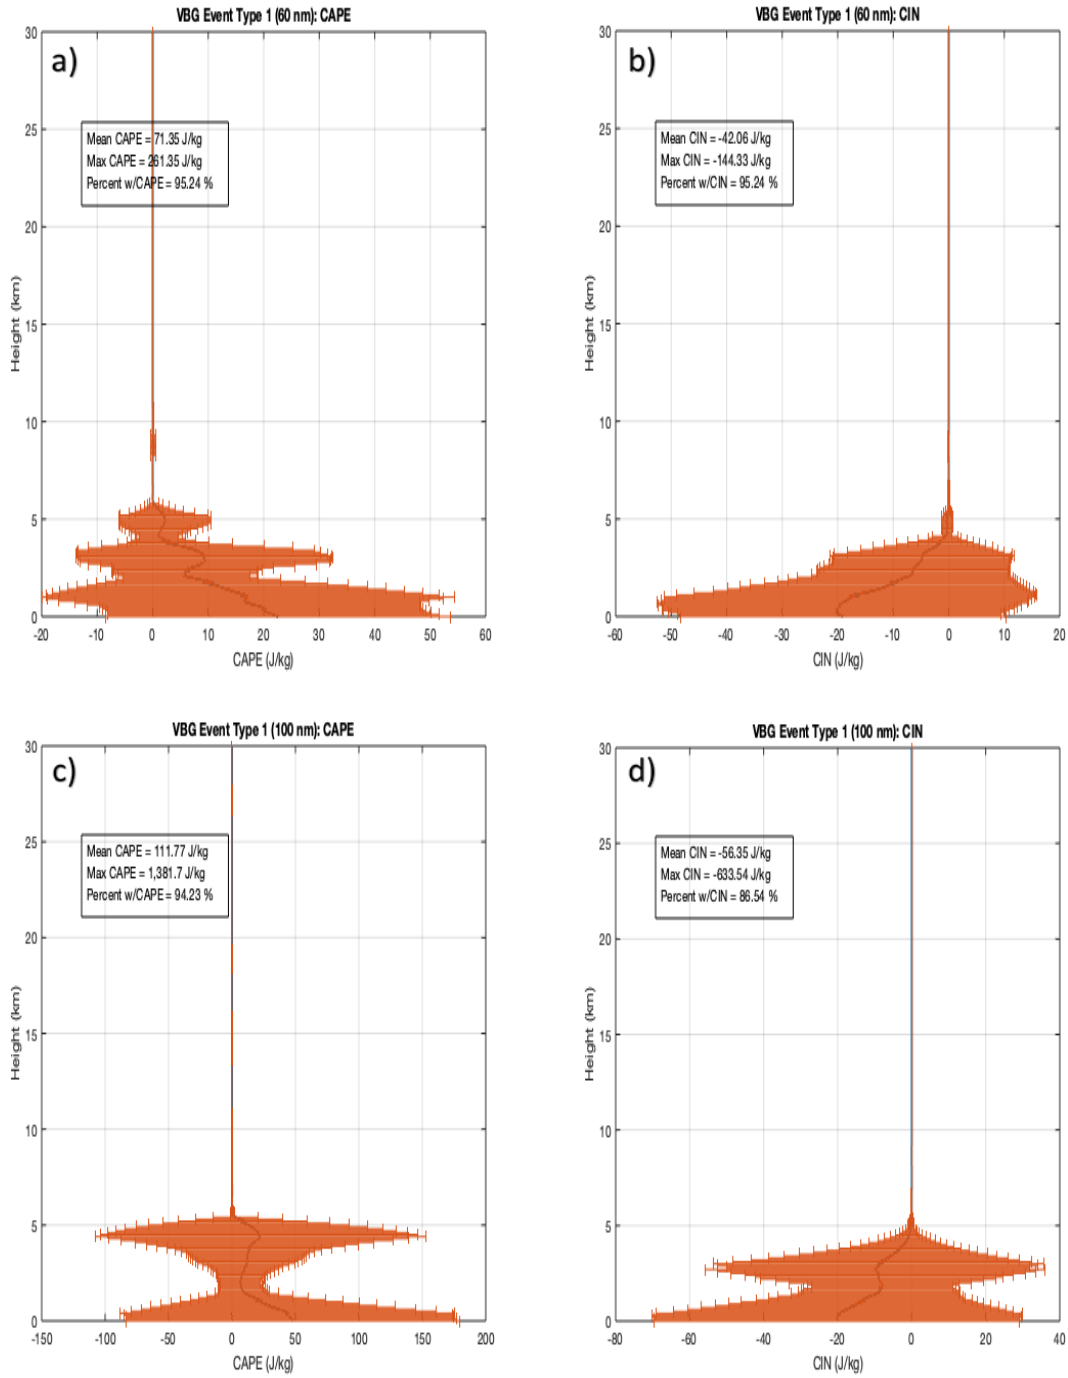 VBG Event Type 1 (60 nm): CAPE
a)
Mean CAPE = 71.35 J/kg
Max CAPE = 261.35 J/kg
Percent w/CAPE = 95.24 %
30
25
20
15
10
5
0
Height (km)
-20 -10 0 10 20 30 40 50 60
CAPE (J/kg)
VBG Event Type 1 (60 nm): CIN
b)
Mean CIN = -42.06 J/kg
Max CIN = -144.33 J/kg
Percent w/CIN = 95.24 %
30
25
20
15
10
5
0
Height (km)
-60 -50 -40 -30 -20 -10 0 10 20
CIN (J/kg)
VBG Event Type 1 (100 nm): CAPE
c)
Mean CAPE = 111.77 J/kg
Max CAPE = 1,381.7 J/kg
Percent w/CAPE = 94.23 %
30
25
20
15
10
5
0
Height (km)
-150 -100 -50 0 50 100 150 200
CAPE (J/kg)
VBG Event Type 1 (100 nm): CIN
d)
Mean CIN = -56.35 J/kg
Max CIN = -633.54 J/kg
Percent w/CIN = 86.54 %
30
25
20
15
10
5
0
Height (km)
-80 -60 -40 -20 0 20 40
CIN (J/kg)